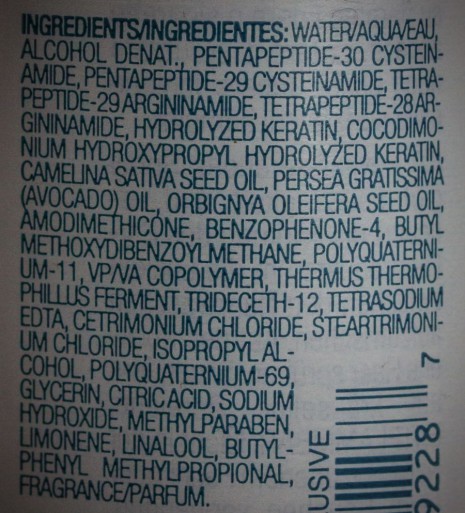 INGREDIENTS/INGREDIENTES: WATER/AQUA/EAU,
ALCOHOL DENAT., PENTAPEPTIDE-30 CYSTEIN-
AMIDE, PENTAPEPTIDE-29 CYSTEINAMIDE, TETRA-
PEPTIDE-29 ARGININAMIDE, TETRAPEPTIDE-28 AR-
GININAMIDE, HYDROLYZED KERATIN, COCODIMO-
NIUM HYDROXYPROPYL HYDROLYZED KERATIN,
CAMELINA SATIVA SEED OIL, PERSEA GRATISSIMA
(AVOCADO) OIL, ORBIGNYA OLEIFERA SEED OIL,
AMODIMETHICONE, BENZOPHENONE-4, BUTYL
METHOXYDIBENZOYLMETHANE, POLYQUATERNI-
UM-11, VP/VA COPOLYMER, THERMUS THERMO-
PHILLUS FERMENT, TRIDECETH-12, TETRASODIUM
EDTA, CETRIMONIUM CHLORIDE, STEARTRIMONI-
UM CHLORIDE, ISOPROPYL AL-
COHOL, POLYQUATERNIUM-69,
GLYCERIN, CITRIC ACID, SODIUM
HYDROXIDE, METHYLPARABEN,
LIMONENE, LINALOOL, BUTYL-
PHENYL METHYLPROPIONAL,
FRAGRANCE/PARFUM.
USIVE
9228 7